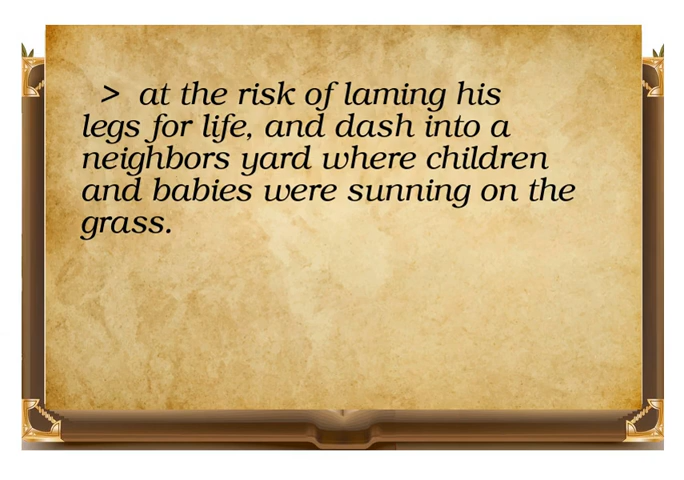 > at the risk of laming his
legs for life, and dash into a
neighbors yard where children
and babies were sunning on the
grass.